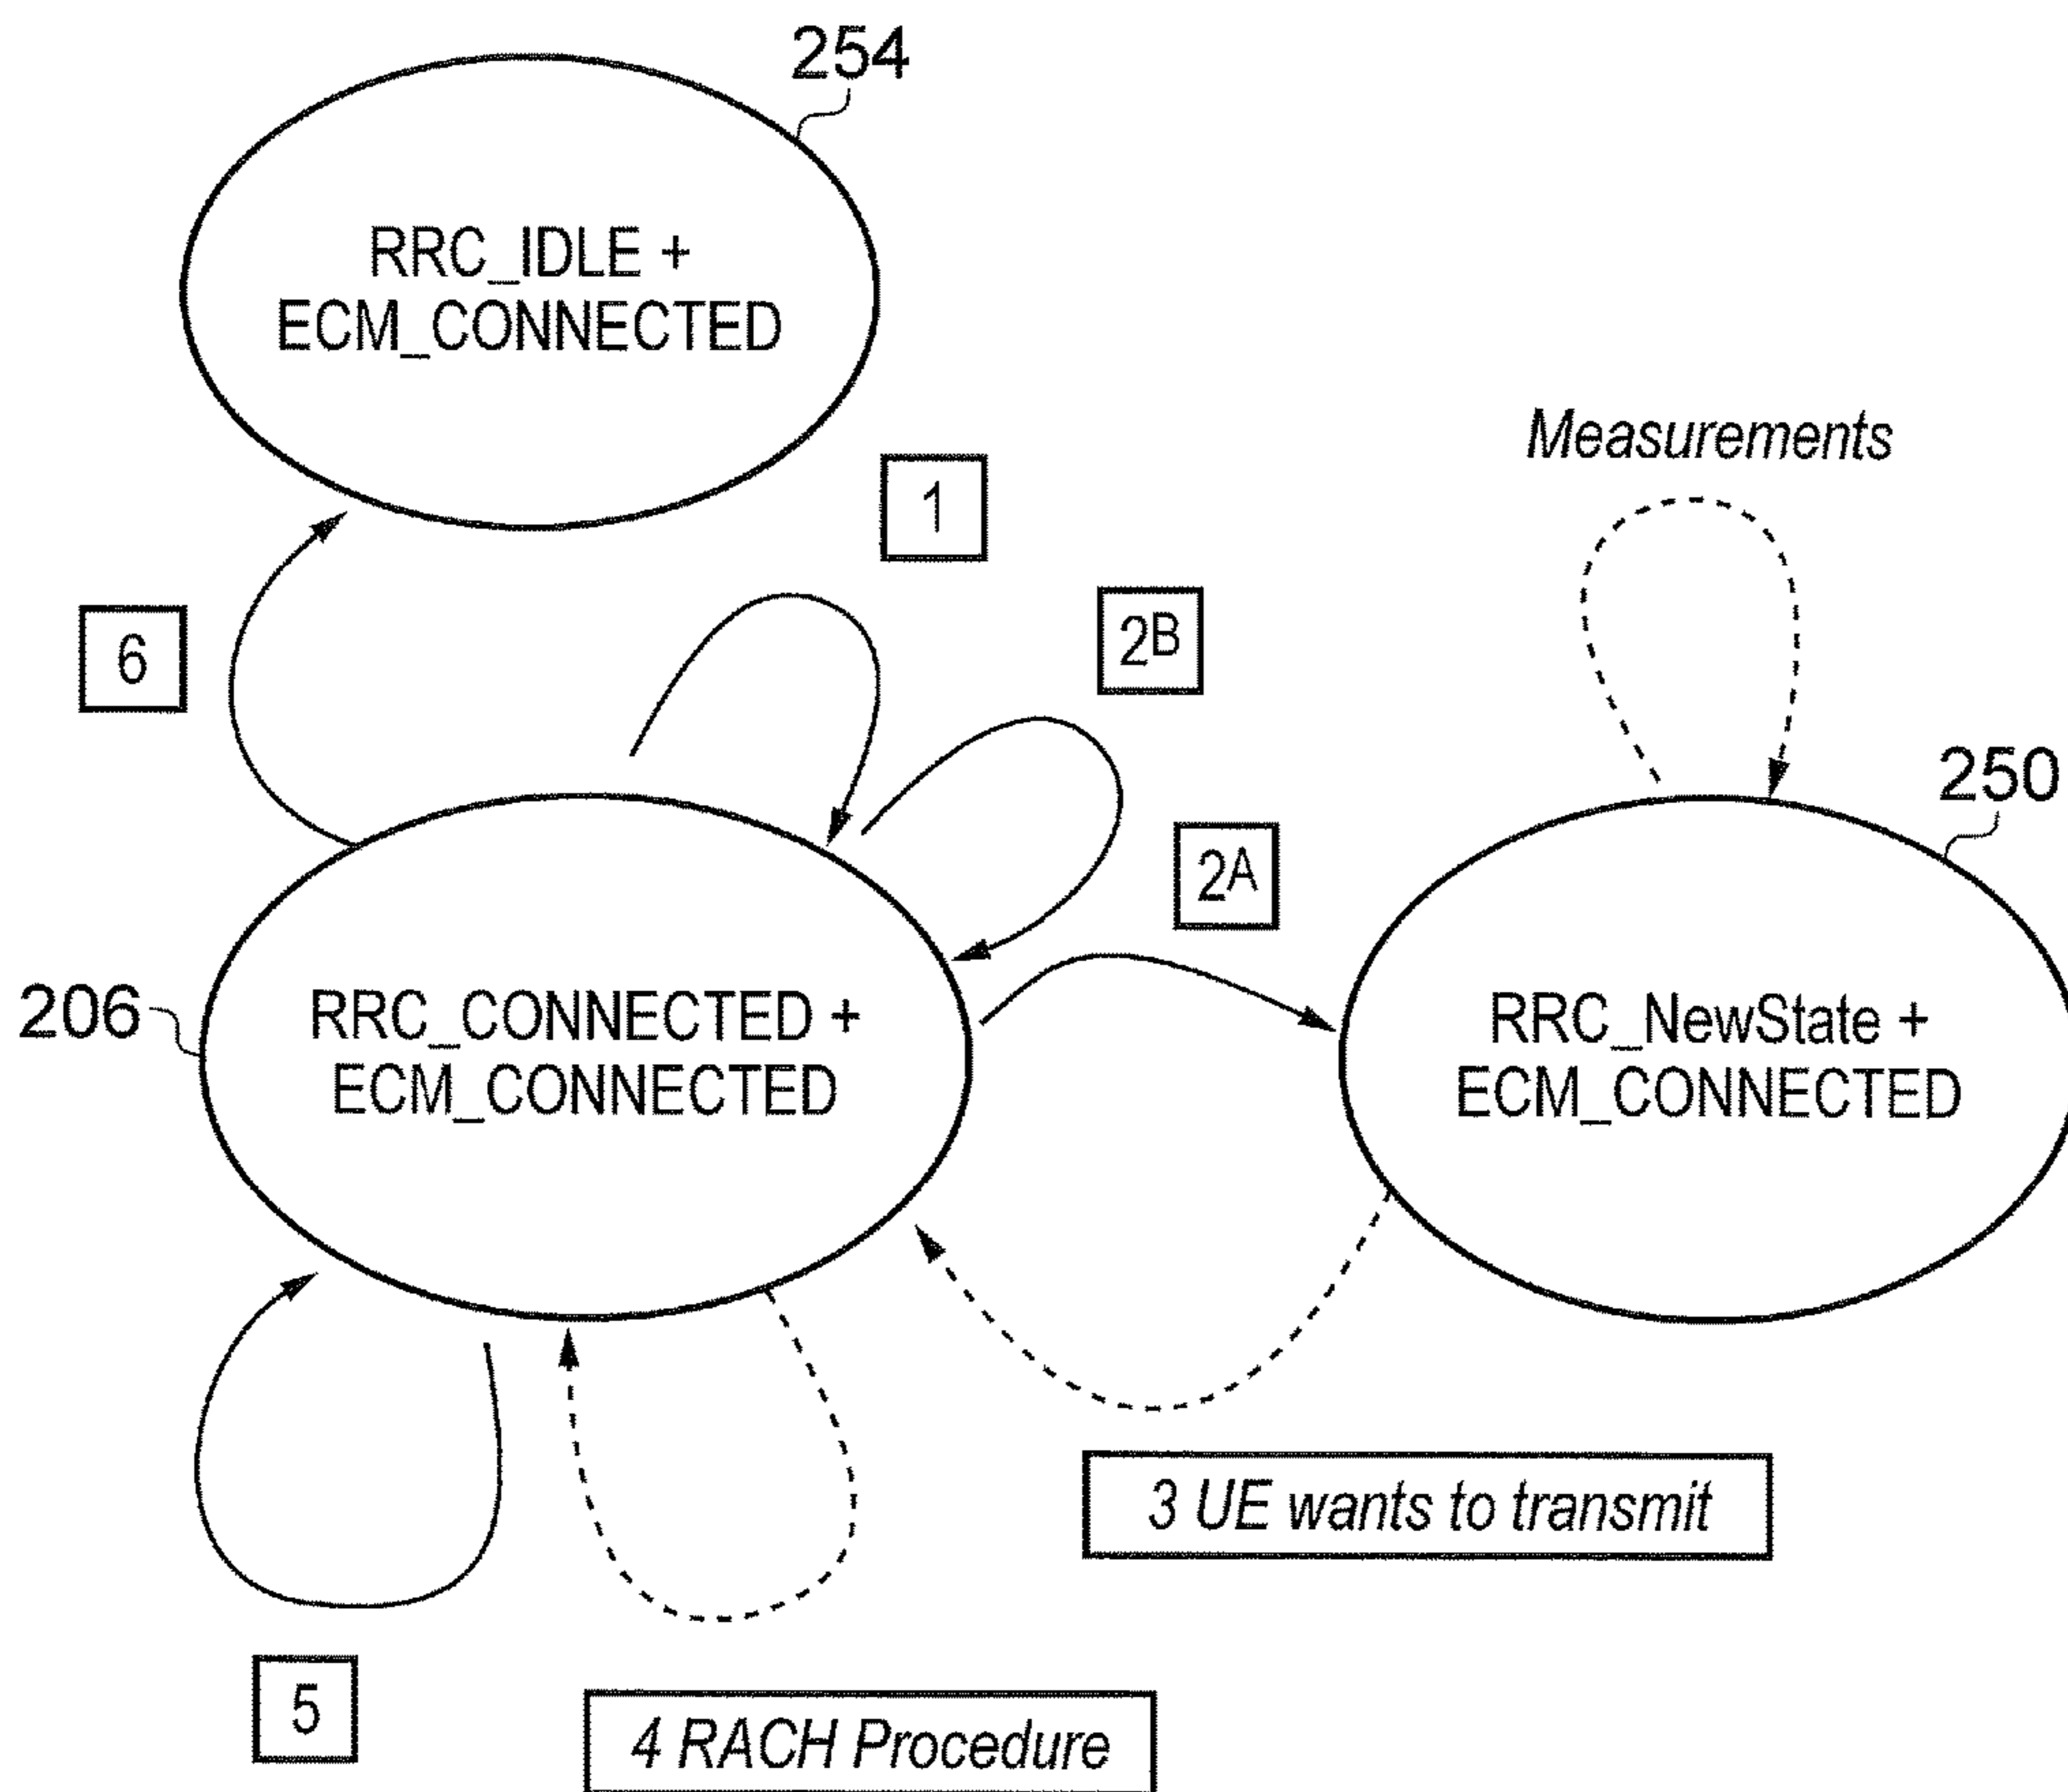 254
RRC_IDLE +
ECM_CONNECTED
1
Measurements
6
2B
250
2A
206
RRC_CONNECTED +
ECM_CONNECTED
RRC_NewState +
ECM_CONNECTED
3 UE wants to transmit
5
4 RACH Procedure